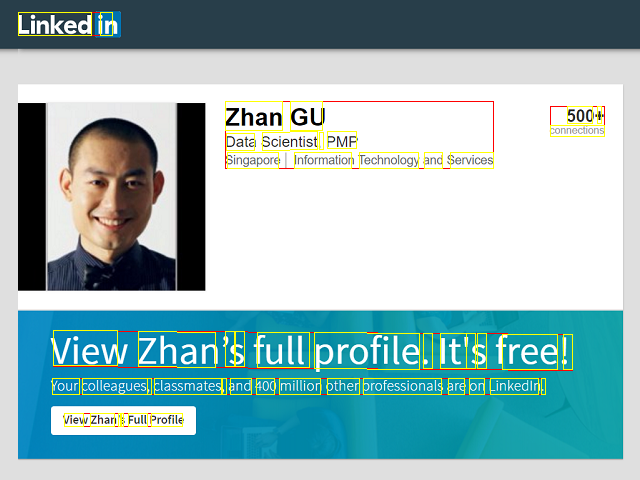 Linked in
Zhan GU
500+
Data Scientist, PMP
connections
Singapore | Information Technology and Services
View Zhan's full profile. It's free!
Your colleagues, classmates, and 400 million other professionals are on LinkedIn.
View Zhan's Full Profile